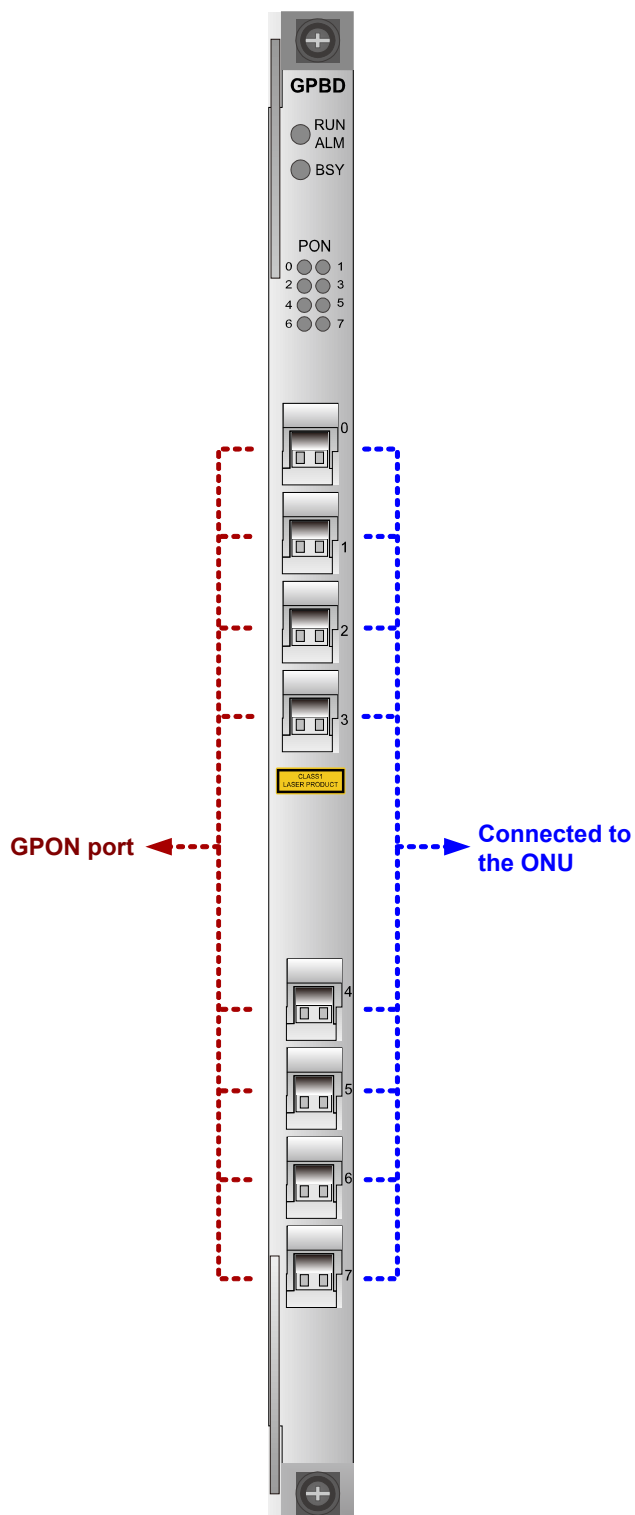 GPBD
RUN
ALM
BSY
PON
0 1
2 3
4 5
6 7
0
1
2
3
CLASS1
LASER PRODUCT
GPON port
Connected to
the ONU
4
5
6
7